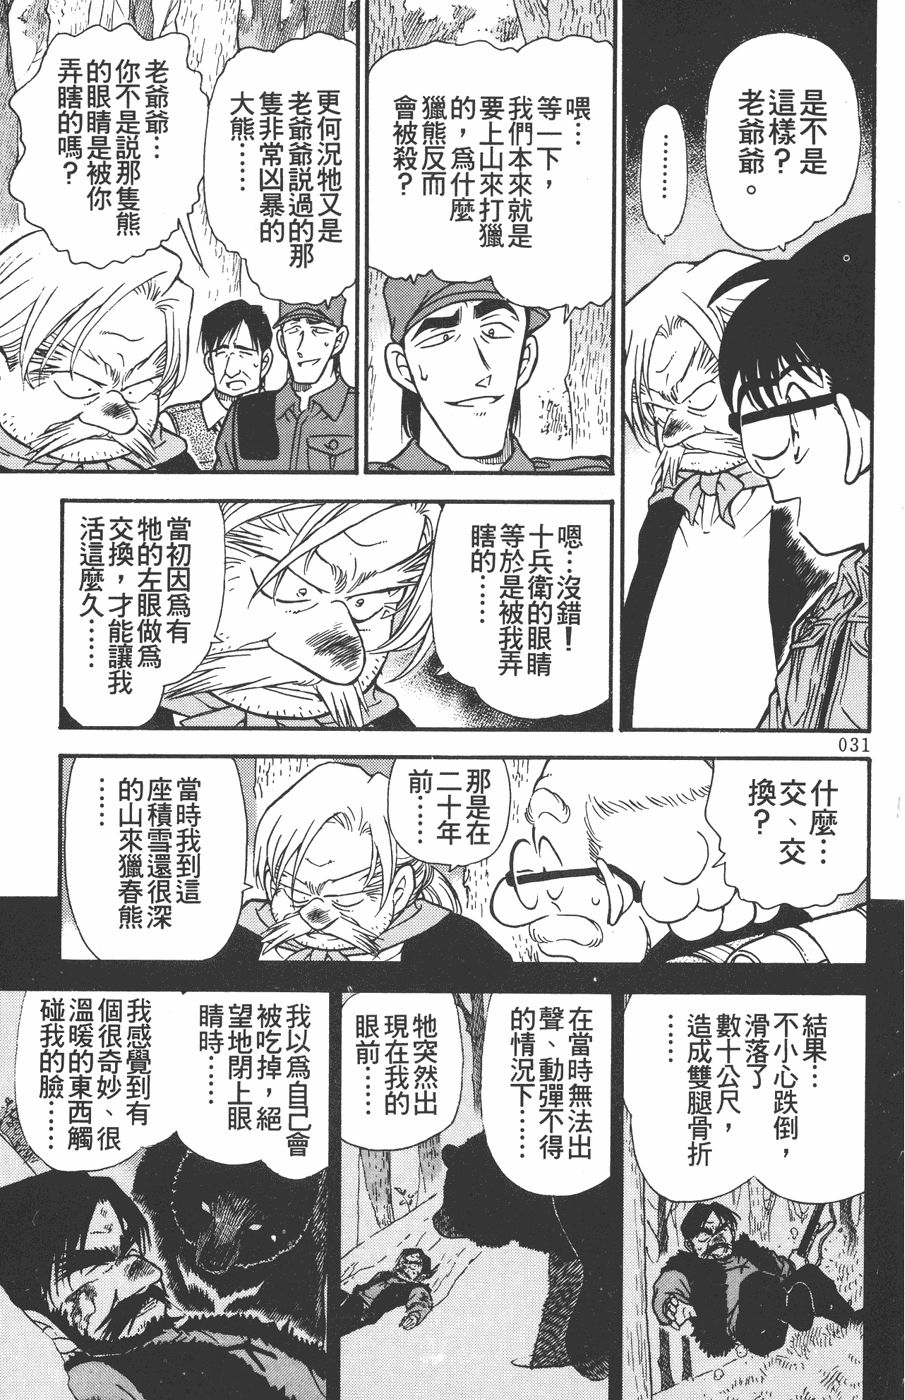 是不是
這樣？
老爺爺。
………
喂…
等一下，
我們本來就是
要上山來打獵
的，為什麼
獵熊反而
會被殺？
更何況牠又是
老爺爺説過的那
隻非常凶暴的
大熊……
老爺爺…
你不是説那隻熊
的眼睛是被你
弄瞎的嗎？
嗯…沒錯！
十兵衛的眼睛
等於是被我弄
瞎的……
當初因為有
牠的左眼做為
交換，才能讓我
活這麼久……
031
什麼…
交、交
換？
那是在
二十年
前……
當時我到這
座積雪還很深
的山來獵春熊
……
結果…
不小心跌倒，
滑落了
數十公尺，
造成雙腿骨折
……
在當時無法出
聲、動彈不得
的情況下……
牠突然出
現在我的
眼前……
我以為自己會
被吃掉，絕
望地閉上眼
睛時……
我感覺到有
個很奇妙、很
溫暖的東西觸
碰我的臉……